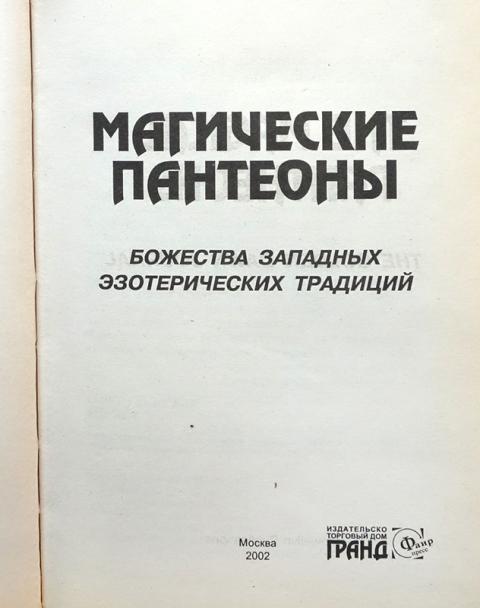 МАГИЧЕСКИЕ
ПАНТЕОНЫ
БОЖЕСТВА ЗАПАДНЫХ
ЭЗОТЕРИЧЕСКИХ ТРАДИЦИЙ
Москва
2002
ИЗДАТЕЛЬСКО
ТОРГОВЫЙ ДОМ
ГРАНД
Фаир
пресс